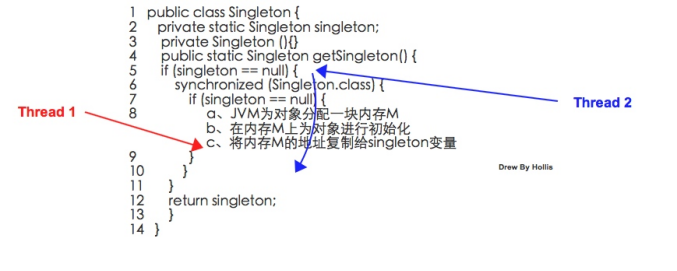 1 public class Singleton {
2 private static Singleton singleton;
3 private Singleton (){}
4 public static Singleton getSingleton() {
5 if (singleton == null) {
6 synchronized (Singleton.class) {
7 if (singleton == null) {
8 a、JVM为对象分配一块内存M
b、在内存M上为对象进行初始化
c、将内存M的地址复制给singleton变量
9 }
10 }
11 }
12 return singleton;
13 }
14 }
Thread 1
Thread 2
Drew By Hollis